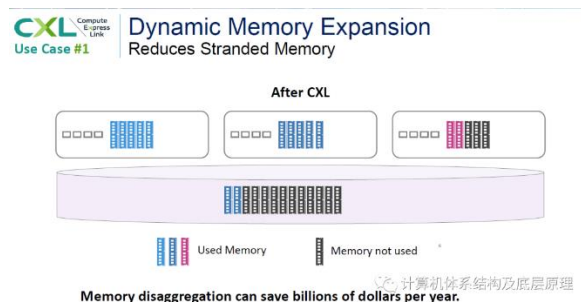 CXL Compute
Express
Link
Dynamic Memory Expansion
Use Case #1
Reduces Stranded Memory
After CXL
Used Memory
Memory not used
计算机体系结构及底层原理
Memory disaggregation can save billions of dollars per year.